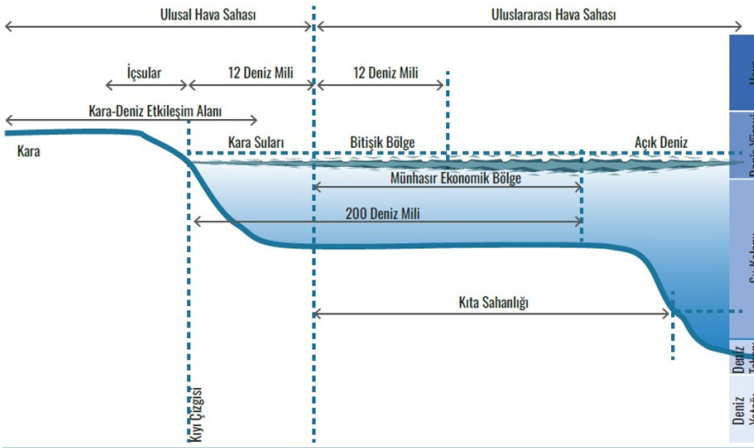 Ulusal Hava Sahası
Uluslararası Hava Sahası
İçsular
12 Deniz Mili
12 Deniz Mili
Kara-Deniz Etkileşim Alanı
Kara
Kara Suları
Bitişik Bölge
Açık Deniz
Münhasır Ekonomik Bölge
200 Deniz Mili
Kıta Sahanlığı
Kıyı Çizgisi
Deniz
Deniz